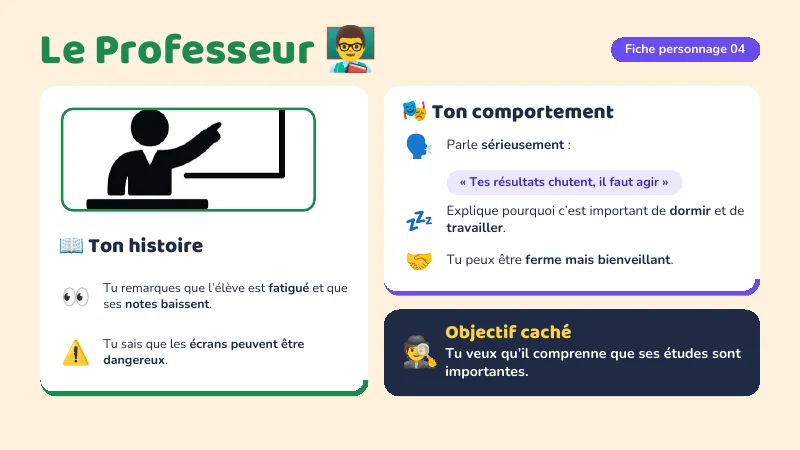 Le Professeur
Fiche personnage 04
Ton histoire
Tu remarques que l'élève est fatigué et que
ses notes baissent.
Tu sais que les écrans peuvent être
dangereux.
Ton comportement
Parle sérieusement :
« Tes résultats chutent, il faut agir »
Explique pourquoi c'est important de dormir et de
travailler.
Tu peux être ferme mais bienveillant.
Objectif caché
Tu veux qu'il comprenne que ses études sont
importantes.